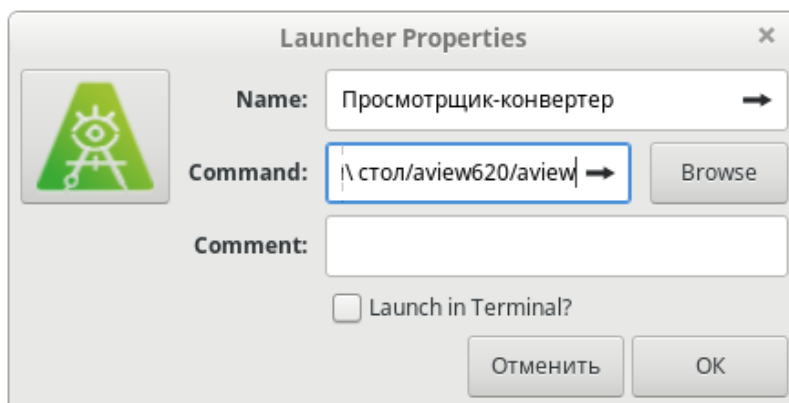 Launcher Properties
Name: Просмотрщик-конвертер
Command: \ стол/aview620/aview Browse
Comment:
Launch in Terminal?
Отменить OK